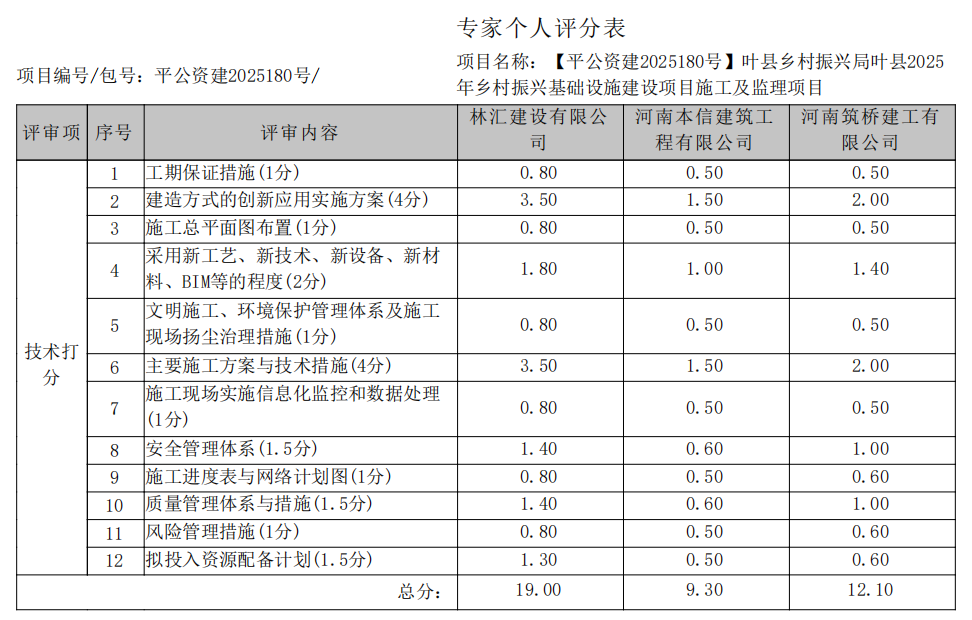 专家个人评分表
项目编号/包号：平公资建2025180号/
项目名称：【平公资建2025180号】叶县乡村振兴局叶县2025
年乡村振兴基础设施建设项目施工及监理项目
评审项 序号 评审内容 林汇建设有限公
司 河南本信建筑工
程有限公司 河南筑桥建工有
限公司
技术打
分
1 工期保证措施(1分) 0.80 0.50 0.50
2 建造方式的创新应用实施方案(4分) 3.50 1.50 2.00
3 施工总平面图布置(1分) 0.80 0.50 0.50
4 采用新工艺、新技术、新设备、新材
料、BIM等的程度(2分) 1.80 1.00 1.40
5 文明施工、环境保护管理体系及施工
现场扬尘治理措施(1分) 0.80 0.50 0.50
6 主要施工方案与技术措施(4分) 3.50 1.50 2.00
7 施工现场实施信息化监控和数据处理
(1分) 0.80 0.50 0.50
8 安全管理体系(1.5分) 1.40 0.60 1.00
9 施工进度表与网络计划图(1分) 0.80 0.50 0.60
10 质量管理体系与措施(1.5分) 1.40 0.60 1.00
11 风险管理措施(1分) 0.80 0.50 0.60
12 拟投入资源配备计划(1.5分) 1.30 0.50 0.60
总分： 19.00 9.30 12.10